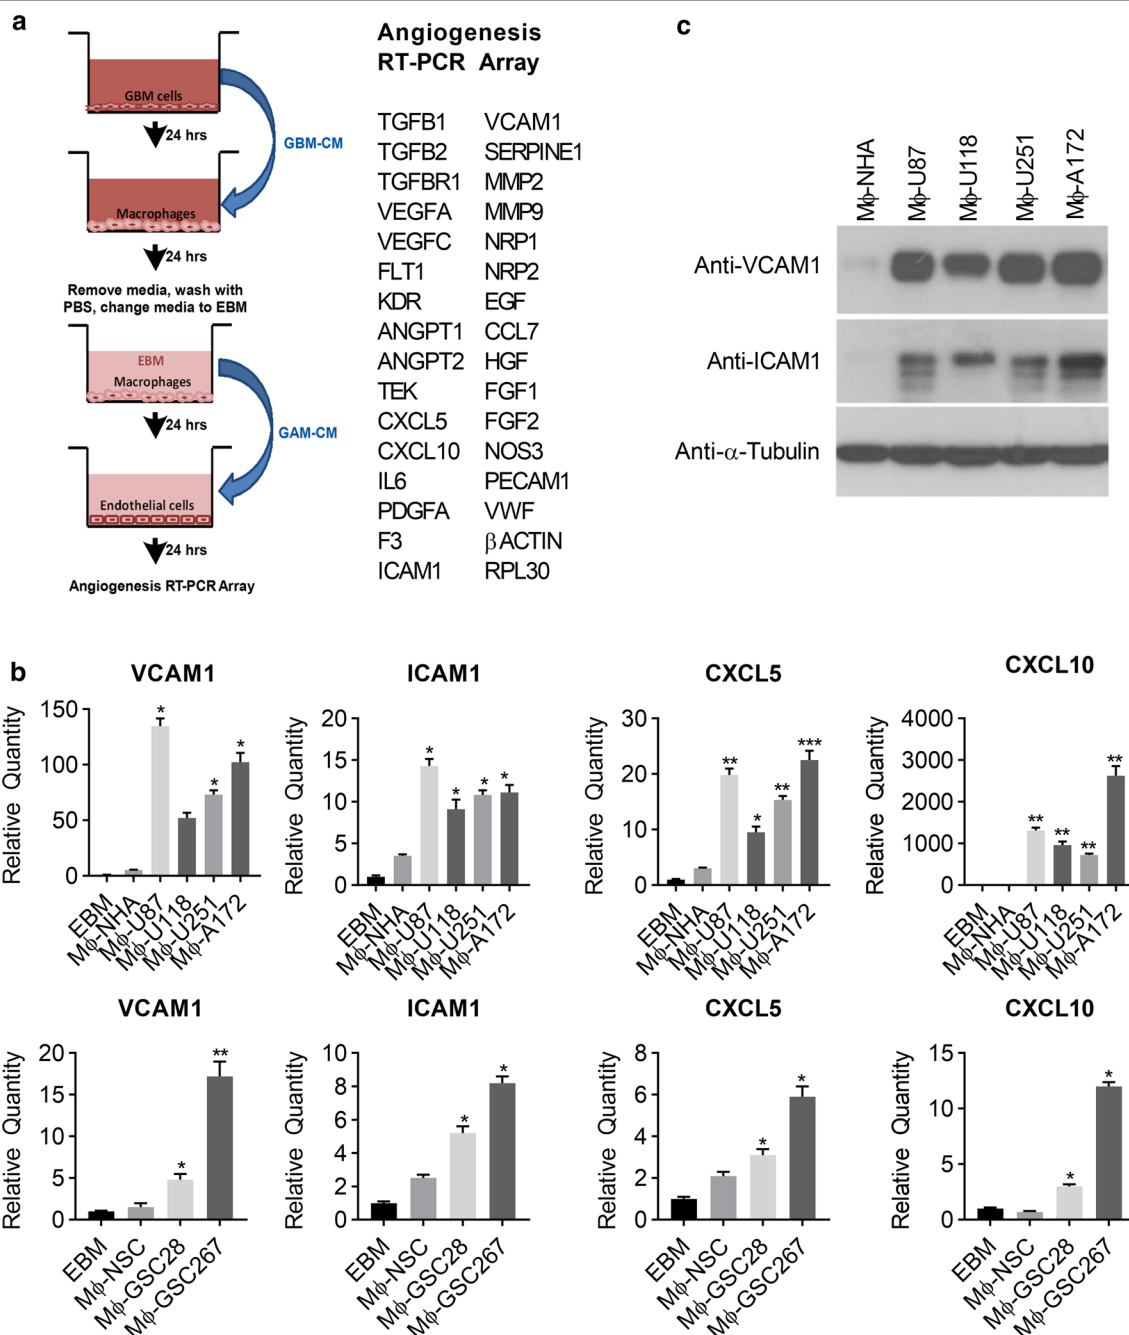 a
GBM cells
24 hrs
GBM-CM
Macrophages
24 hrs
Remove media, wash with
PBS, change media to EBM
EBM
Macrophages
24 hrs
GAM-CM
Endothelial cells
24 hrs
Angiogenesis RT-PCR Array
Angiogenesis
RT-PCR Array
TGFB1 VCAM1
TGFB2 SERPINE1
TGFBR1 MMP2
VEGFA MMP9
VEGFC NRP1
FLT1 NRP2
KDR EGF
ANGPT1 CCL7
ANGPT2 HGF
TEK FGF1
CXCL5 FGF2
CXCL10 NOS3
IL6 PECAM1
PDGFA VWF
F3 βACTIN
ICAM1 RPL30
c
Mϕ-NHA
Mϕ-U87
Mϕ-U118
Mϕ-U251
Mϕ-A172
Anti-VCAM1
Anti-ICAM1
Anti-α-Tubulin
b
VCAM1
Relative Quantity
150
100
50
0
*
*
*
EBM
Mϕ-NHA
Mϕ-U87
Mϕ-U118
Mϕ-U251
Mϕ-A172
ICAM1
Relative Quantity
20
15
10
5
0
*
*
*
*
EBM
Mϕ-NHA
Mϕ-U87
Mϕ-U118
Mϕ-U251
Mϕ-A172
CXCL5
Relative Quantity
30
20
10
0
**
*
**
***
EBM
Mϕ-NHA
Mϕ-U87
Mϕ-U118
Mϕ-U251
Mϕ-A172
CXCL10
Relative Quantity
4000
3000
2000
1000
0
**
**
**
**
EBM
Mϕ-NHA
Mϕ-U87
Mϕ-U118
Mϕ-U251
Mϕ-A172
VCAM1
Relative Quantity
20
15
10
5
0
*
**
EBM
Mϕ-NSC
Mϕ-GSC28
Mϕ-GSC267
ICAM1
Relative Quantity
10
8
6
4
2
0
*
*
EBM
Mϕ-NSC
Mϕ-GSC28
Mϕ-GSC267
CXCL5
Relative Quantity
8
6
4
2
0
*
*
EBM
Mϕ-NSC
Mϕ-GSC28
Mϕ-GSC267
CXCL10
Relative Quantity
15
10
5
0
*
*
EBM
Mϕ-NSC
Mϕ-GSC28
Mϕ-GSC267